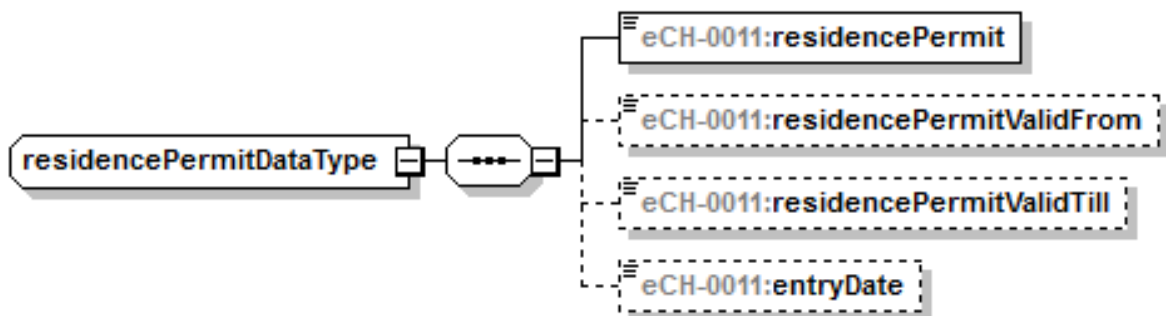 eCH-0011:residencePermit
eCH-0011:residencePermitValidFrom
residencePermitDataType
eCH-0011:residencePermitValidTill
eCH-0011:entryDate